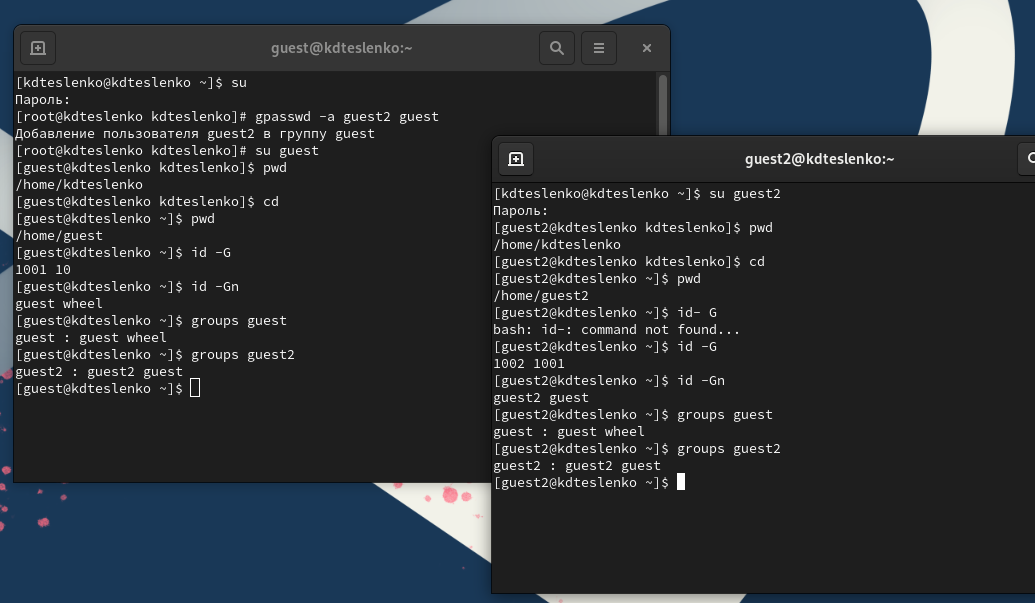 guest@kdteslenko:~
[kdteslenko@kdteslenko ~]$ su
Пароль:
[root@kdteslenko kdteslenko]# gpasswd -a guest2 guest
Добавление пользователя guest2 в группу guest
[root@kdteslenko kdteslenko]# su guest
[guest@kdteslenko kdteslenko]$ pwd
/home/kdteslenko
[guest@kdteslenko kdteslenko]$ cd
[guest@kdteslenko ~]$ pwd
/home/guest
[guest@kdteslenko ~]$ id -G
1001 10
[guest@kdteslenko ~]$ id -Gn
guest wheel
[guest@kdteslenko ~]$ groups guest
guest : guest wheel
[guest@kdteslenko ~]$ groups guest2
guest2 : guest2 guest
[guest@kdteslenko ~]$
guest2@kdteslenko:~
[kdteslenko@kdteslenko ~]$ su guest2
Пароль:
[guest2@kdteslenko kdteslenko]$ pwd
/home/kdteslenko
[guest2@kdteslenko kdteslenko]$ cd
[guest2@kdteslenko ~]$ pwd
/home/guest2
[guest2@kdteslenko ~]$ id- G
bash: id-: command not found...
[guest2@kdteslenko ~]$ id -G
1002 1001
[guest2@kdteslenko ~]$ id -Gn
guest2 guest
[guest2@kdteslenko ~]$ groups guest
guest : guest wheel
[guest2@kdteslenko ~]$ groups guest2
guest2 : guest2 guest
[guest2@kdteslenko ~]$